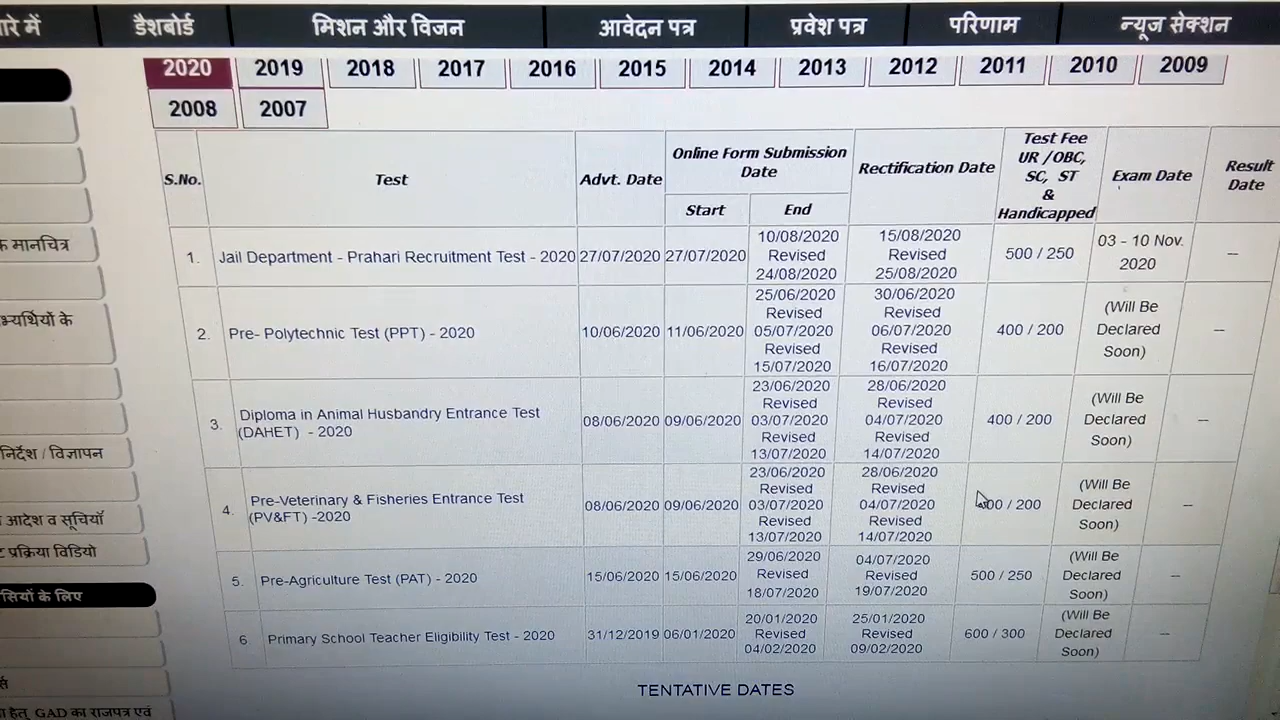 रे में डैशबोर्ड मिशन और विजन आवेदन पत्र प्रवेश पत्र परिणाम न्यूज सेक्शन
2020 2019 2018 2017 2016 2015 2014 2013 2012 2011 2010 2009
2008 2007
S.No. Test Advt. Date Online Form Submission Date Rectification Date Test Fee UR /OBC, SC, ST & Handicapped Exam Date Result Date
Start End
1. Jail Department - Prahari Recruitment Test - 2020 27/07/2020 27/07/2020 10/08/2020 Revised 24/08/2020 15/08/2020 Revised 25/08/2020 500 / 250 03 - 10 Nov. 2020 --
2. Pre- Polytechnic Test (PPT) - 2020 10/06/2020 11/06/2020 25/06/2020 Revised 05/07/2020 Revised 15/07/2020 30/06/2020 Revised 06/07/2020 Revised 16/07/2020 400 / 200 (Will Be Declared Soon) --
3. Diploma in Animal Husbandry Entrance Test (DAHET) - 2020 08/06/2020 09/06/2020 23/06/2020 Revised 03/07/2020 Revised 13/07/2020 28/06/2020 Revised 04/07/2020 Revised 14/07/2020 400 / 200 (Will Be Declared Soon) --
4. Pre-Veterinary & Fisheries Entrance Test (PV&FT) -2020 08/06/2020 09/06/2020 23/06/2020 Revised 03/07/2020 Revised 13/07/2020 28/06/2020 Revised 04/07/2020 Revised 14/07/2020 / 200 (Will Be Declared Soon) --
5. Pre-Agriculture Test (PAT) - 2020 15/06/2020 15/06/2020 29/06/2020 Revised 18/07/2020 04/07/2020 Revised 19/07/2020 500 / 250 (Will Be Declared Soon) --
6. Primary School Teacher Eligibility Test - 2020 31/12/2019 06/01/2020 20/01/2020 Revised 04/02/2020 25/01/2020 Revised 09/02/2020 600 / 300 (Will Be Declared Soon) --
TENTATIVE DATES
मानचित्र
भ्यर्थियों के
निर्देश / विज्ञापन
आदेश व सूचियाँ
प्रक्रिया विडियो
सियों के लिए
हेतु GAD का राजपत्र एवं